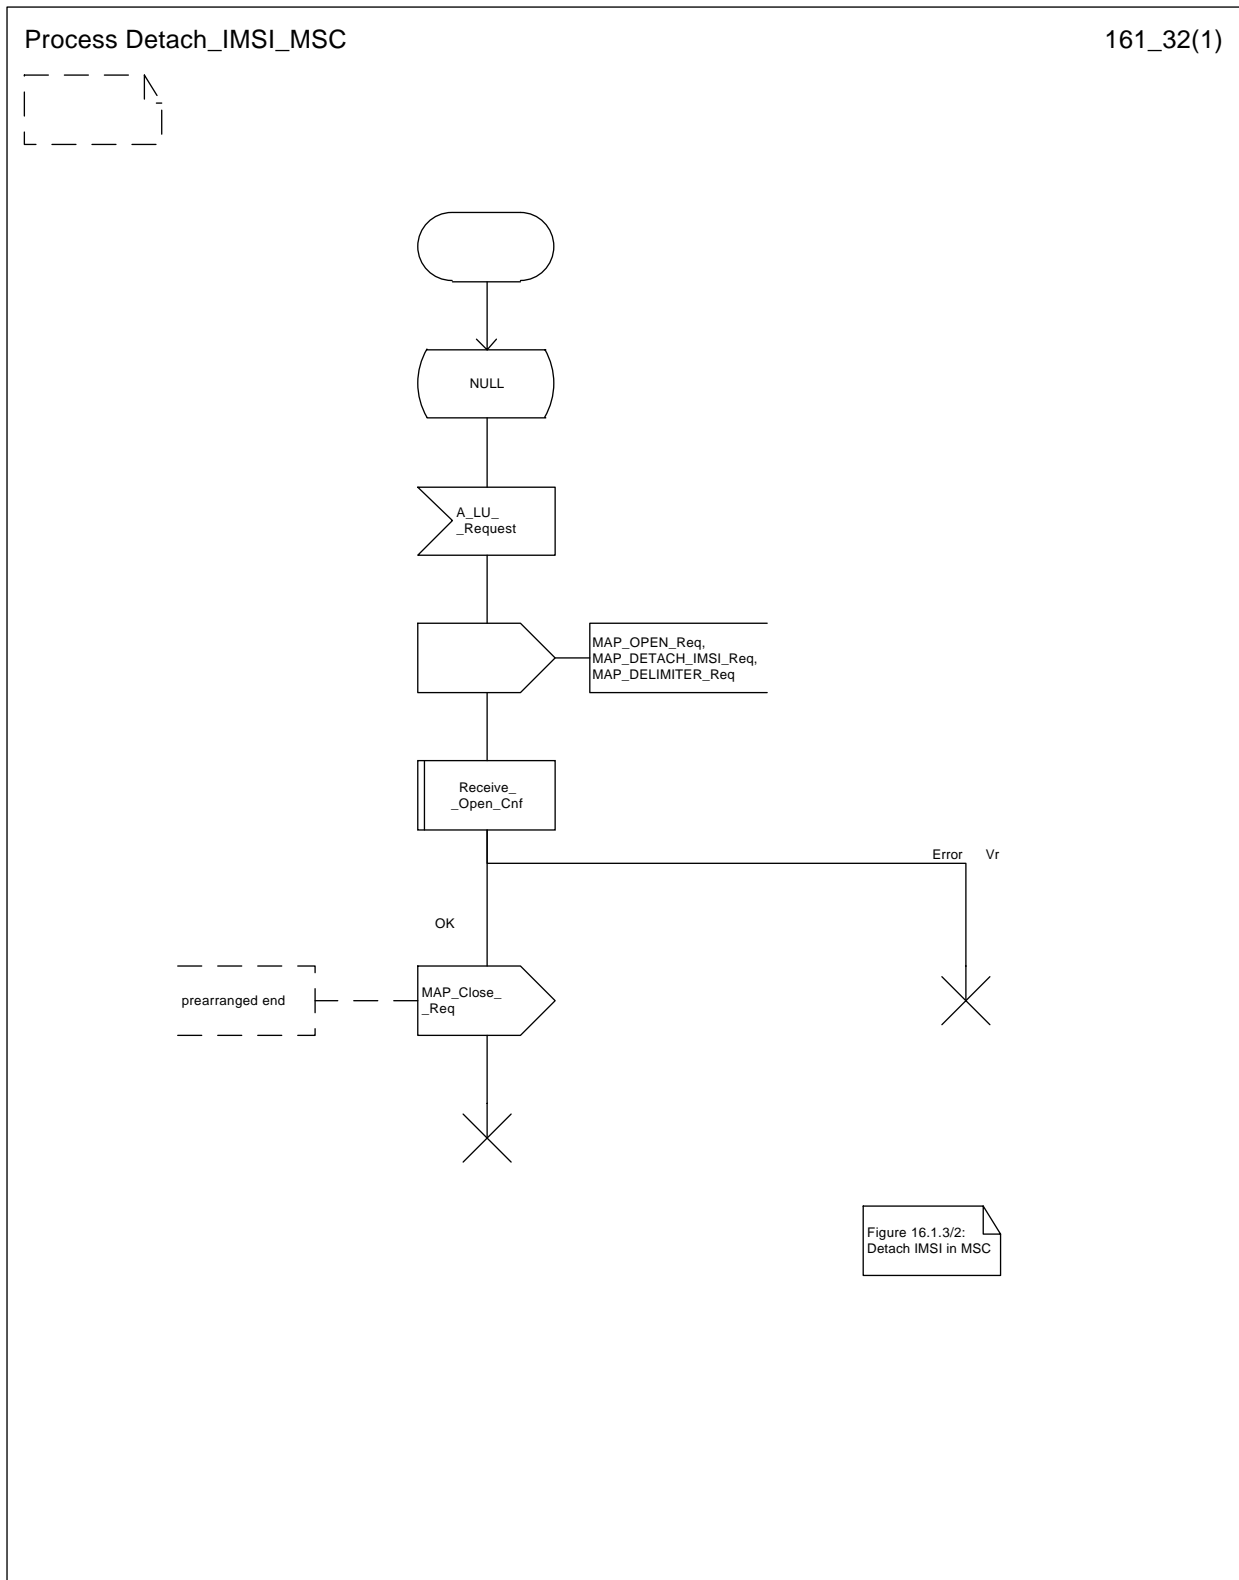 Process Detach_IMSI_MSC
161_32(1)
NULL
A_LU_
_Request
MAP_OPEN_Req,
MAP_DETACH_IMSI_Req,
MAP_DELIMITER_Req
Receive_
_Open_Cnf
Error
Vr
OK
prearranged end
MAP_Close_
_Req
Figure 16.1.3/2:
Detach IMSI in MSC